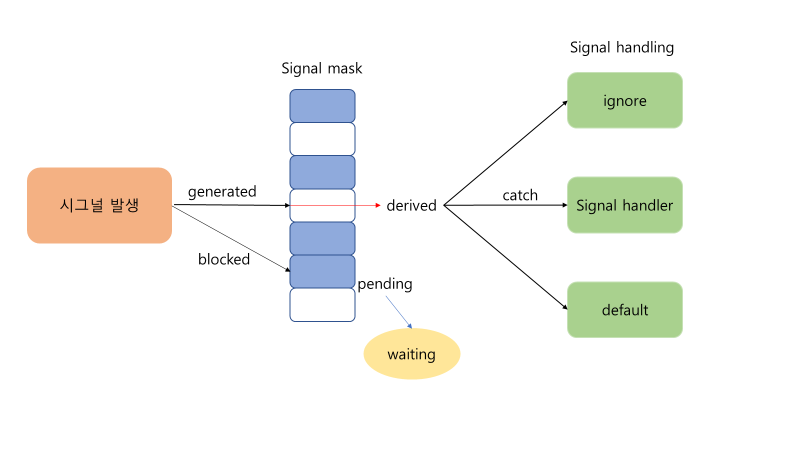 Signal handling
Signal mask
ignore
generated
시그널 발생
derived
catch
Signal handler
blocked
pending
default
waiting